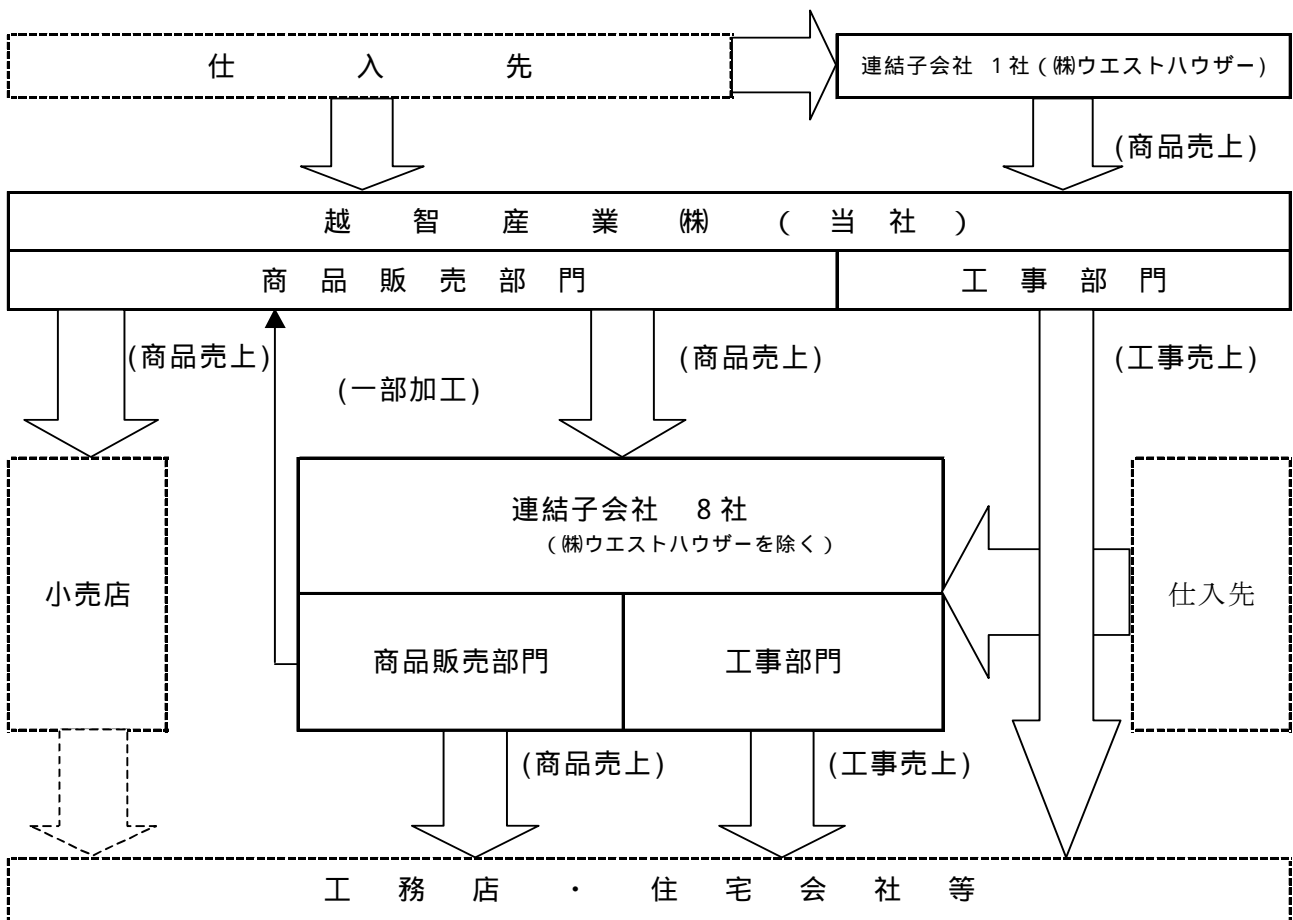 仕入先
連結子会社 1社(㈱ウエストハウザー)
(商品売上)
越智産業㈱(当社)
商品販売部門
工事部門
(商品売上)
(一部加工)
(商品売上)
(工事売上)
連結子会社 8社
(㈱ウエストハウザーを除く)
小売店
仕入先
商品販売部門
工事部門
(商品売上)
(工事売上)
工務店・住宅会社等